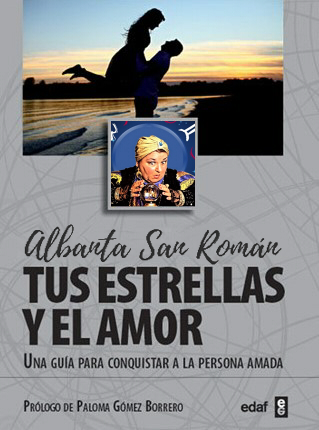 Albanta San Román
TUS ESTRELLAS
Y EL AMOR
UNA GUÍA PARA CONQUISTAR A LA PERSONA AMADA
PRÓLOGO DE PALOMA GÓMEZ BORRERO
edaf